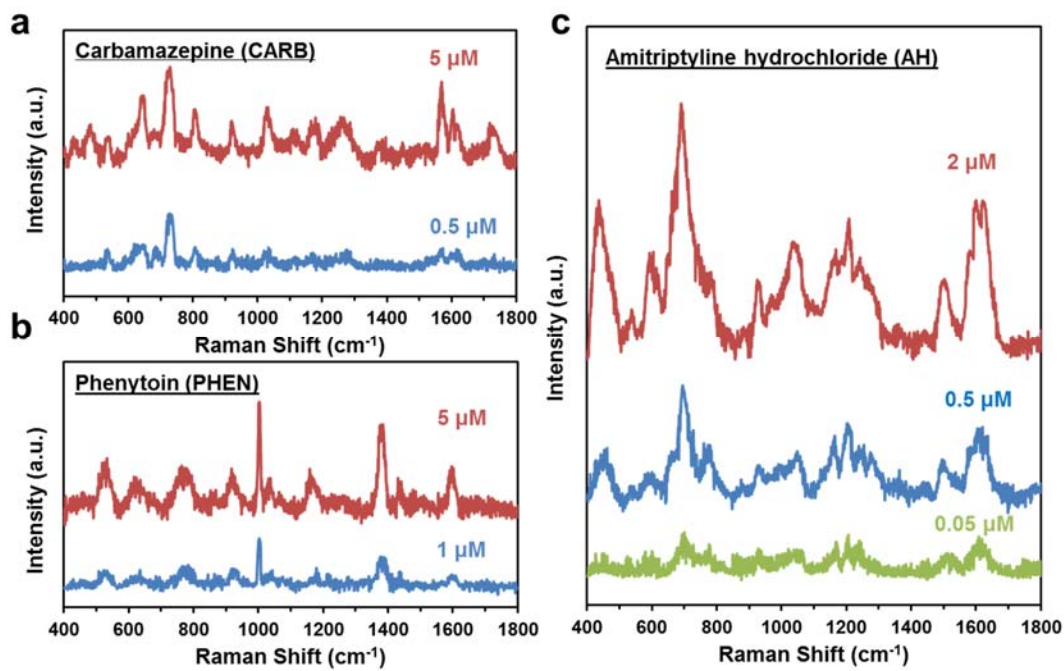 a
Carbamazepine (CARB)
5 µM
0.5 µM
Intensity (a.u.)
400 600 800 1000 1200 1400 1600 1800
Raman Shift (cm⁻¹)
b
Phenytoin (PHEN)
5 µM
1 µM
Intensity (a.u.)
400 600 800 1000 1200 1400 1600 1800
Raman Shift (cm⁻¹)
c
Amitriptyline hydrochloride (AH)
2 µM
0.5 µM
0.05 µM
Intensity (a.u.)
400 600 800 1000 1200 1400 1600 1800
Raman Shift (cm⁻¹)